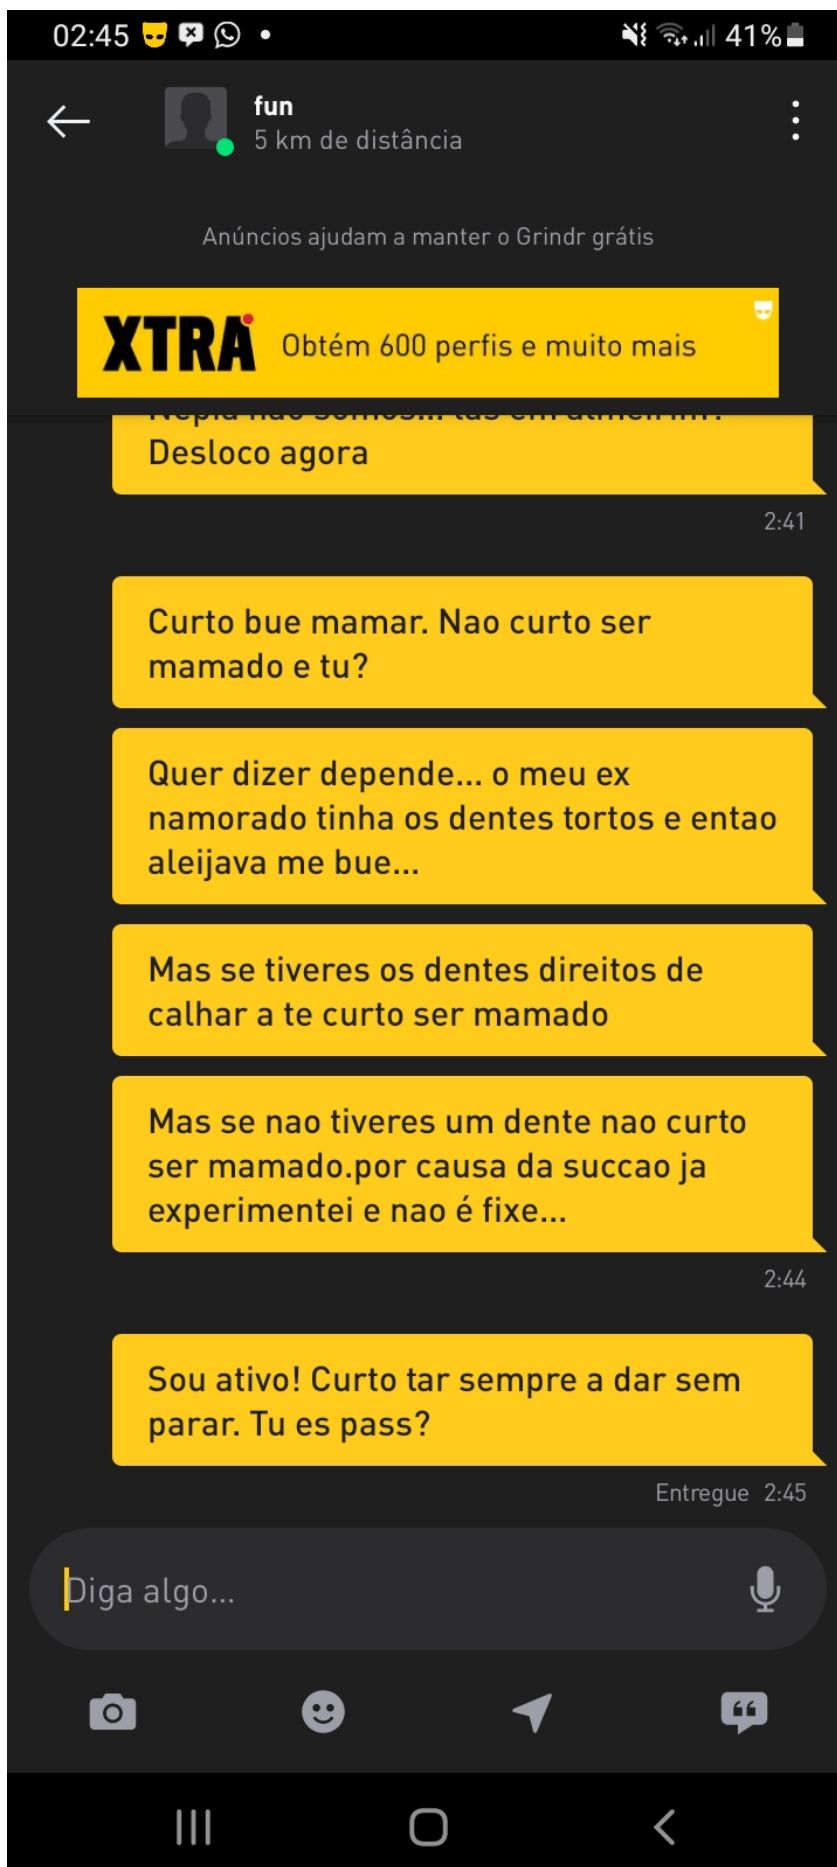 02:45
41%
fun
5 km de distância
Anúncios ajudam a manter o Grindr grátis
XTRA Obtém 600 perfis e muito mais
não somos... em almeirim?
Desloco agora
2:41
Curto bue mamar. Nao curto ser
mamado e tu?
Quer dizer depende... o meu ex
namorado tinha os dentes tortos e entao
aleijava me bue...
Mas se tiveres os dentes direitos de
calhar a te curto ser mamado
Mas se nao tiveres um dente nao curto
ser mamado.por causa da succao ja
experimentei e nao é fixe...
2:44
Sou ativo! Curto tar sempre a dar sem
parar. Tu es pass?
Entregue 2:45
Diga algo...